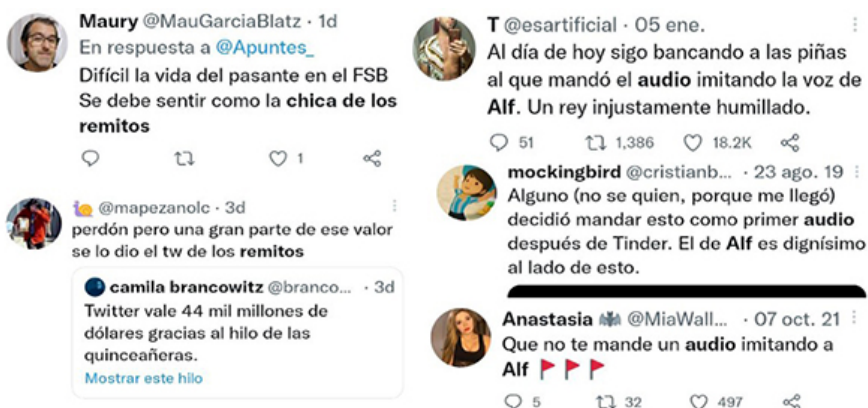 Maury @MauGarciaBlatz · 1d
En respuesta a @Apuntes_
Difícil la vida del pasante en el FSB
Se debe sentir como la chica de los
remitos
1
@mapezanolc · 3d
perdón pero una gran parte de ese valor
se lo dio el tw de los remitos
camila brancowitz @branco... · 3d
Twitter vale 44 mil millones de
dólares gracias al hilo de las
quinceañeras.
Mostrar este hilo
T @esartificial · 05 ene.
Al día de hoy sigo bancando a las piñas
al que mandó el audio imitando la voz de
Alf. Un rey injustamente humillado.
51 1,386 18.2K
mockingbird @cristianb... · 23 ago. 19
Alguno (no se quien, porque me llegó)
decidió mandar esto como primer audio
después de Tinder. El de Alf es dignísimo
al lado de esto.
Anastasia @MiaWall... · 07 oct. 21
Que no te mande un audio imitando a
Alf
5 32 497